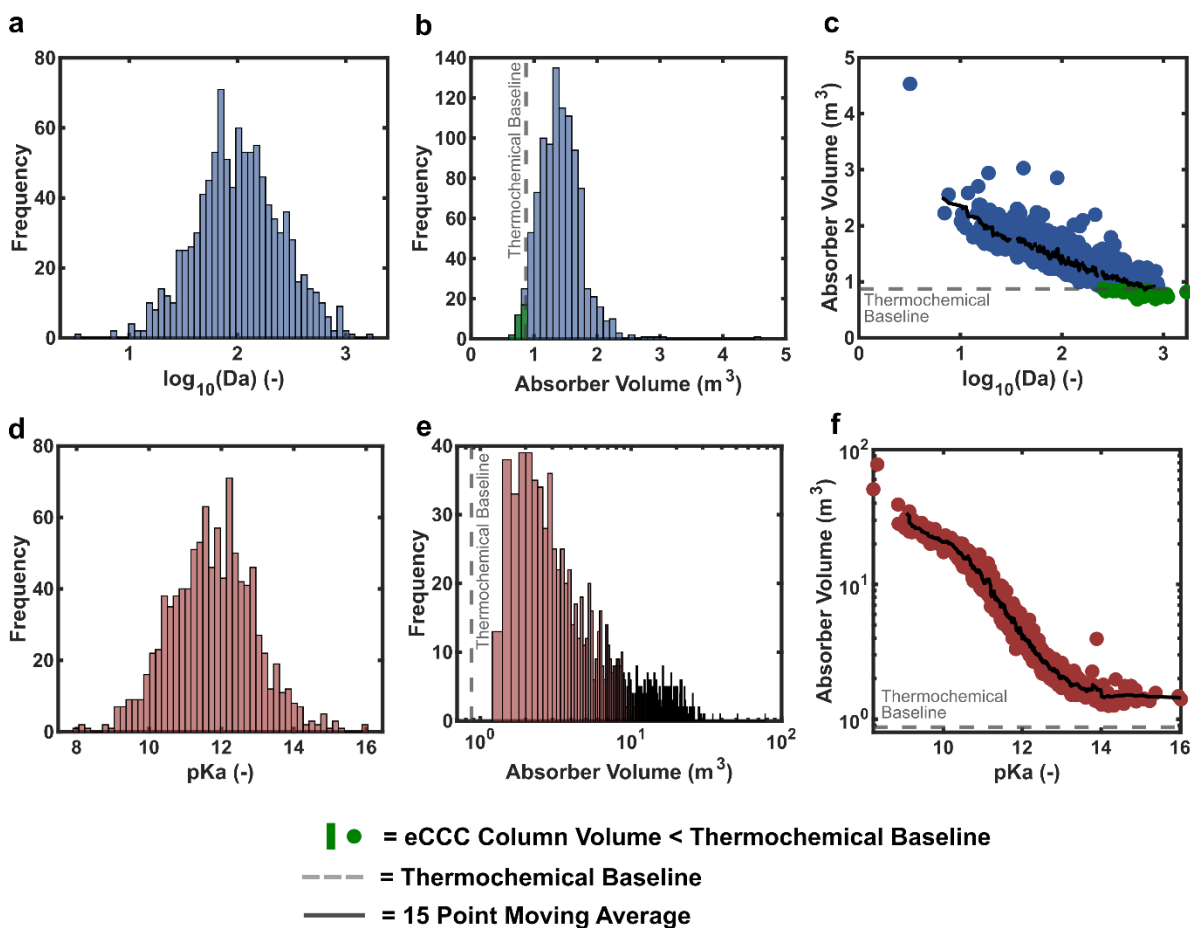 a
80
60
40
20
0
Frequency
1
2
3
log10(Da) (-)
b
140
120
100
80
60
40
20
0
Frequency
Thermochemical Baseline
0
1
2
3
4
5
Absorber Volume (m³)
c
5
4
3
2
1
0
Absorber Volume (m³)
Thermochemical
Baseline
0
1
2
3
log10(Da) (-)
d
80
60
40
20
0
Frequency
8
10
12
14
16
pKa (-)
e
40
30
20
10
0
Frequency
Thermochemical Baseline
10⁰
10¹
10²
Absorber Volume (m³)
f
10²
10¹
10⁰
Absorber Volume (m³)
Thermochemical
Baseline
10
12
14
16
pKa (-)
= eCCC Column Volume < Thermochemical Baseline
= Thermochemical Baseline
= 15 Point Moving Average